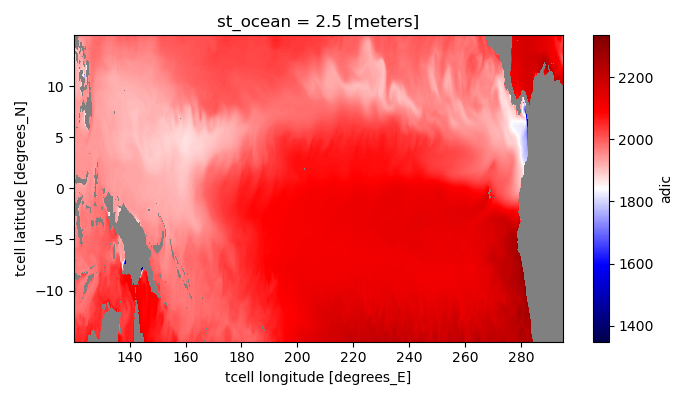 st_ocean = 2.5 [meters]
10
5
0
−5
−10
tcell latitude [degrees_N]
140 160 180 200 220 240 260 280
tcell longitude [degrees_E]
2200
2000
1800
1600
1400
adic